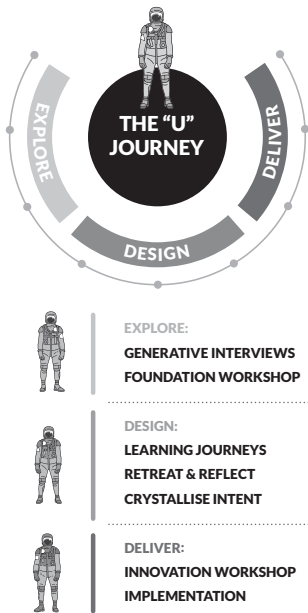 THE “U”
JOURNEY
EXPLORE
DESIGN
DELIVER
EXPLORE:
GENERATIVE INTERVIEWS
FOUNDATION WORKSHOP
DESIGN:
LEARNING JOURNEYS
RETREAT & REFLECT
CRYSTALLISE INTENT
DELIVER:
INNOVATION WORKSHOP
IMPLEMENTATION